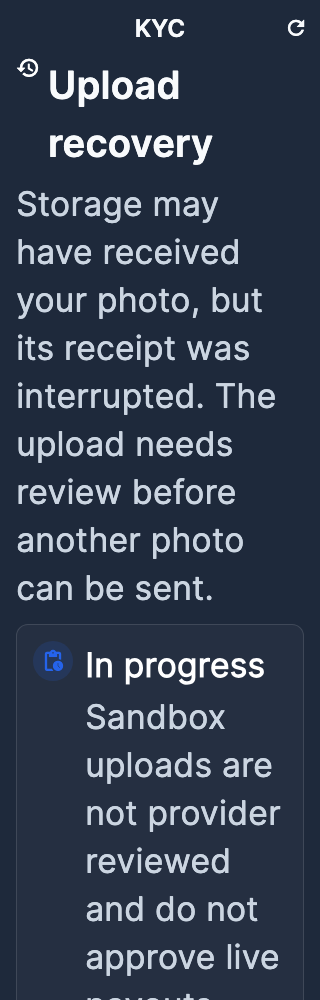 KYC
Upload
recovery
Storage may
have received
your photo, but
its receipt was
interrupted. The
upload needs
review before
another photo
can be sent.
In progress
Sandbox
uploads are
not provider
reviewed
and do not
approve live